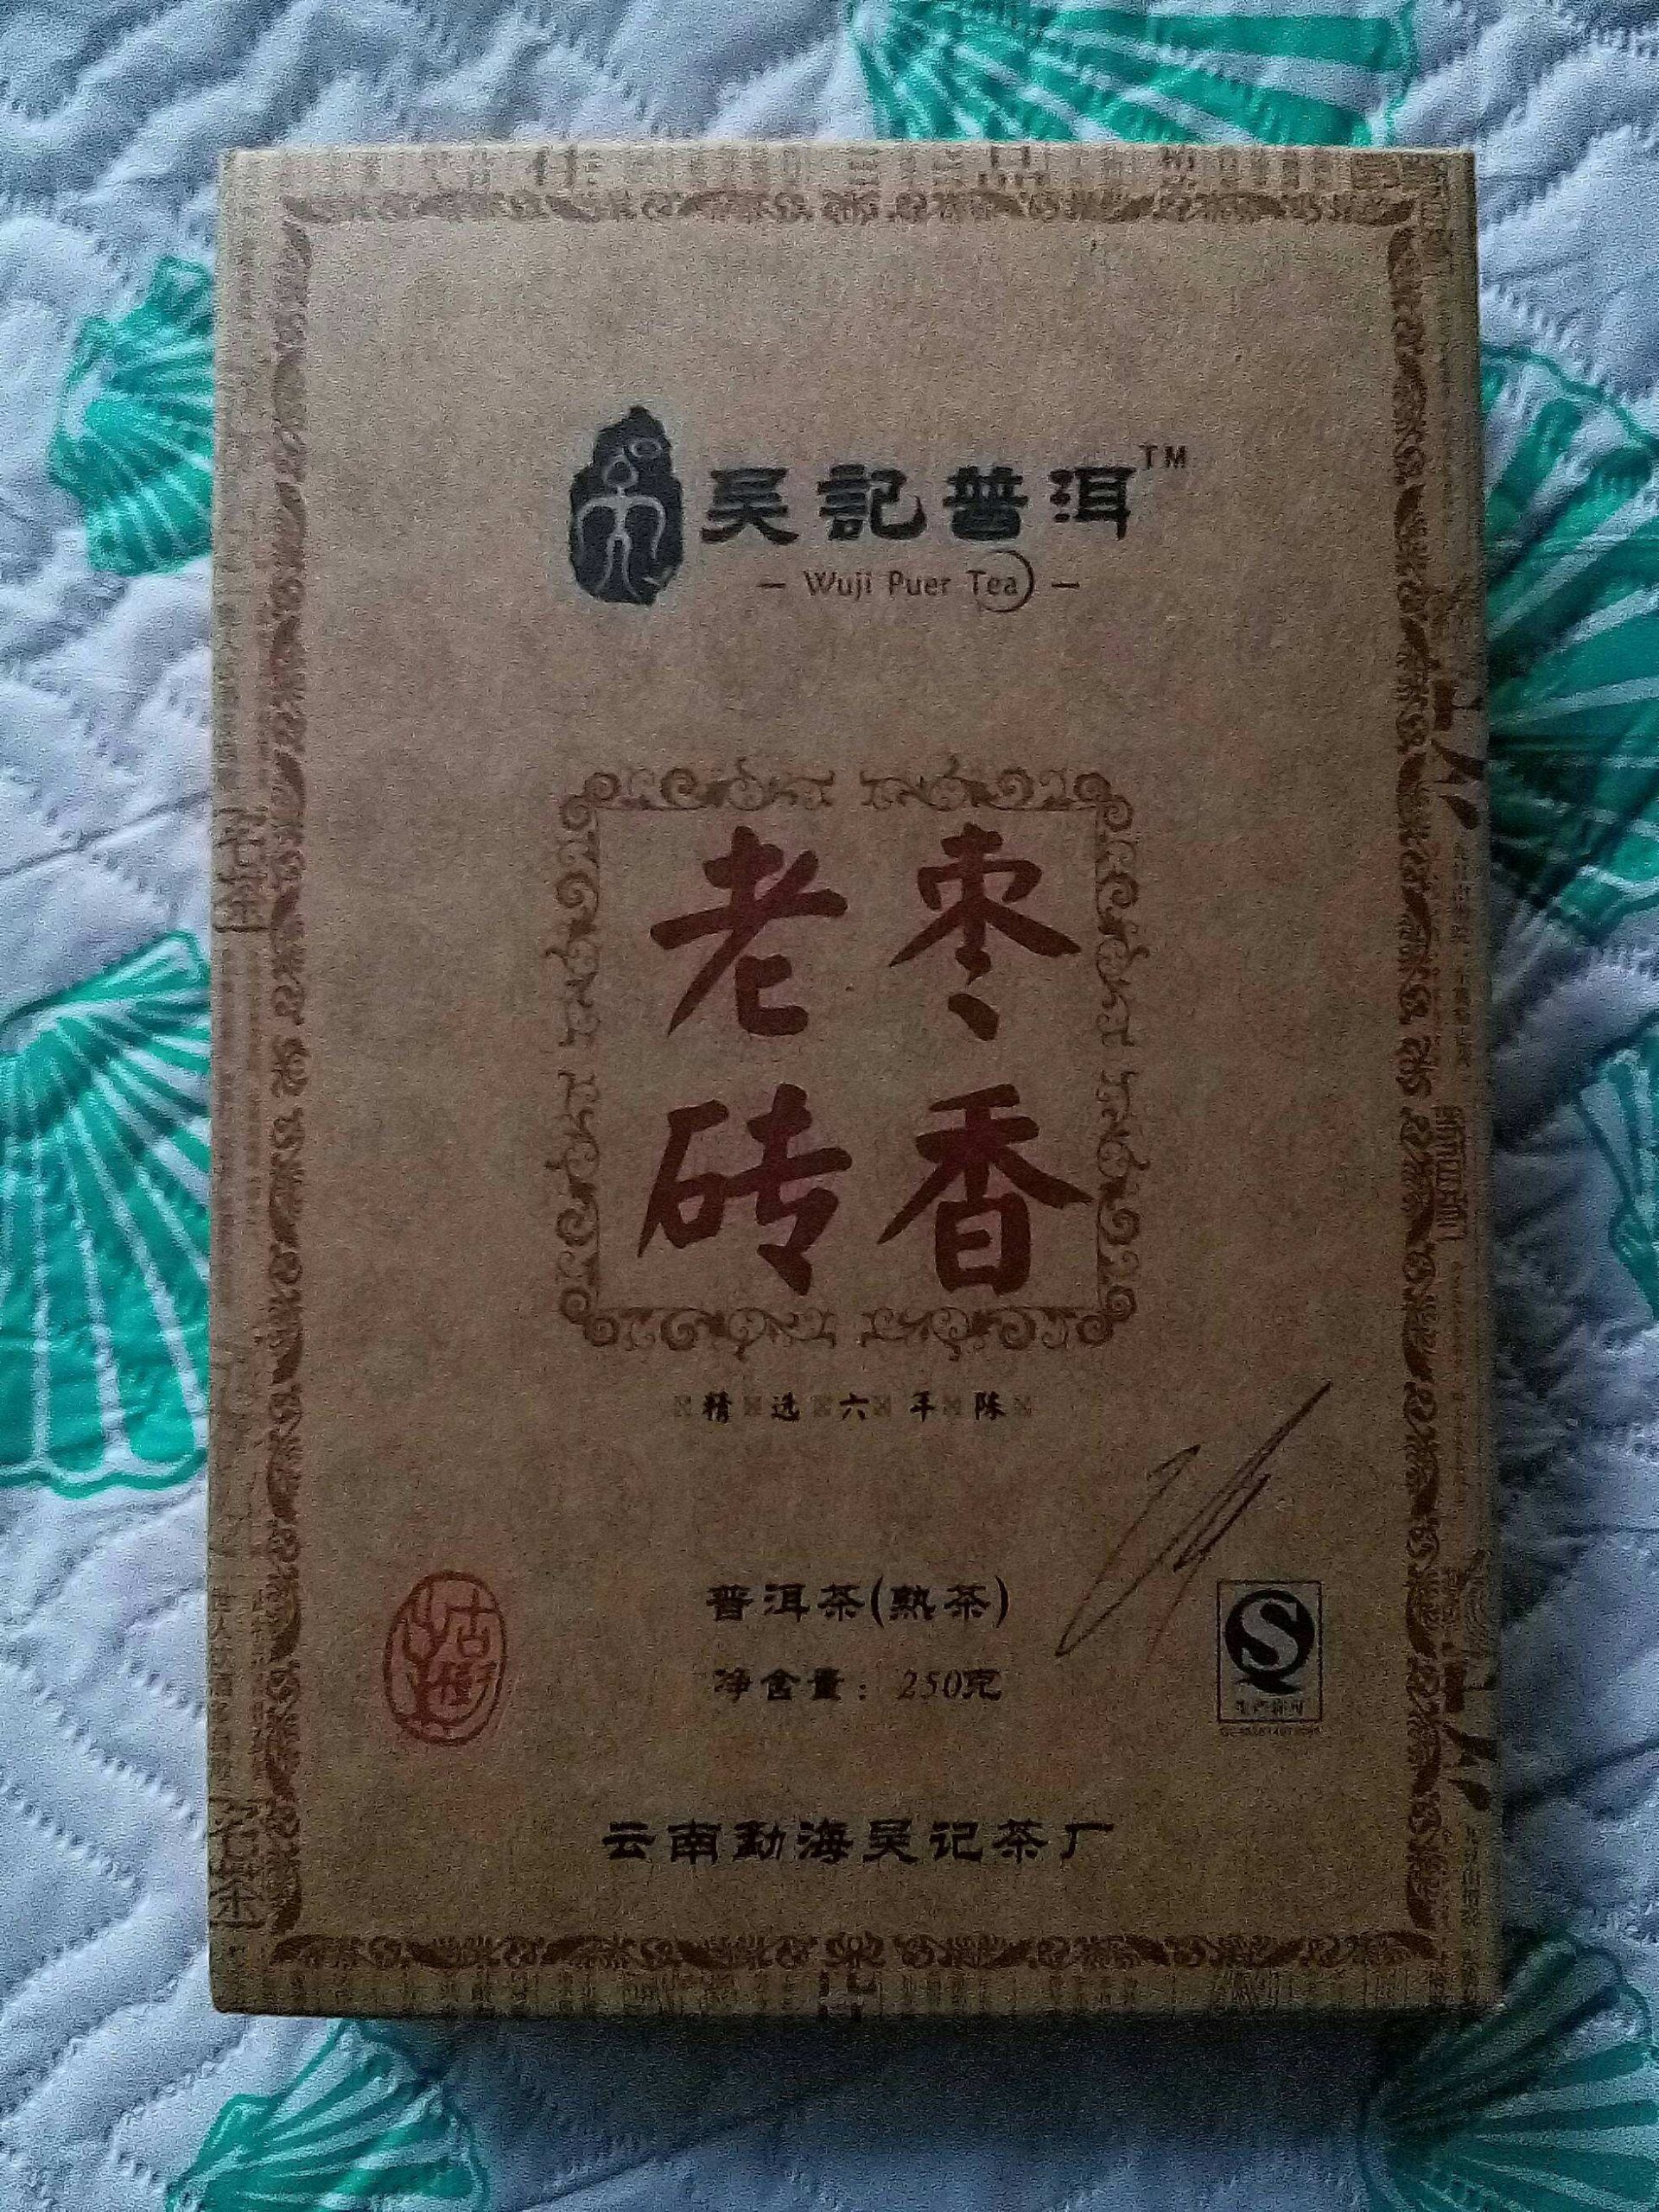 吴記普洱™
Wuji Puer Tea
枣香
老砖
精选六年陈
普洱茶(熟茶)
净含量：250克
云南勐海吴记茶厂